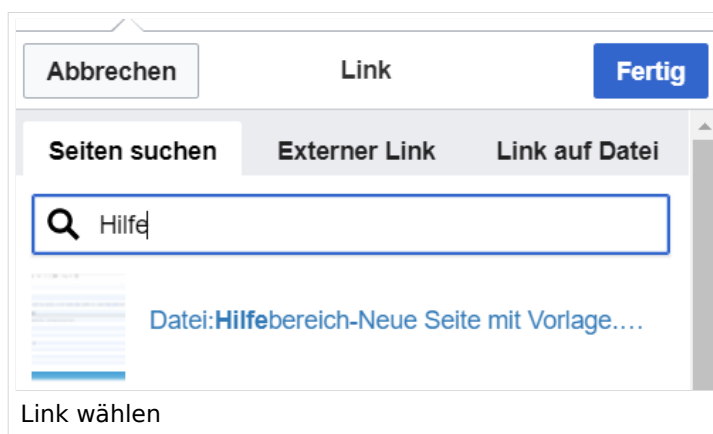 Abbrechen Link Fertig
Seiten suchen Externer Link Link auf Datei
Hilfe
Datei:Hilfebereich-Neue Seite mit Vorlage....
Link wählen